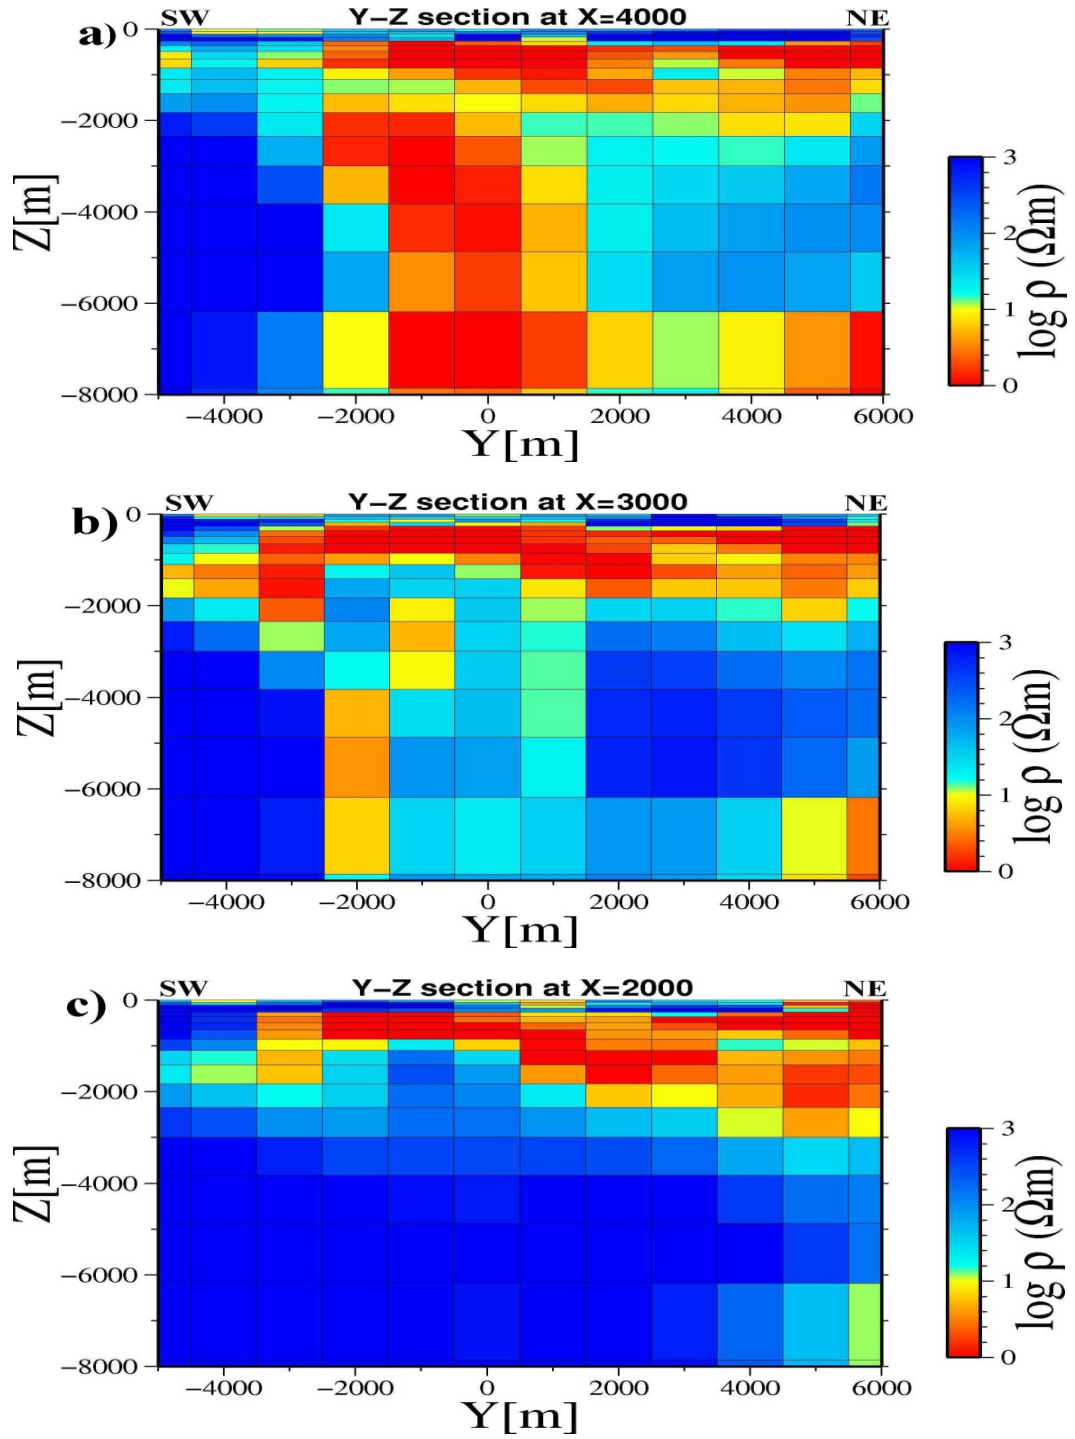 SW Y−Z section at X=4000 NE
a)
0
−2000
−4000
−6000
−8000
Z[m]
−4000 −2000 0 2000 4000 6000
Y[m]
3
2
1
0
log ρ (Ωm)
SW Y−Z section at X=3000 NE
b)
0
−2000
−4000
−6000
−8000
Z[m]
−4000 −2000 0 2000 4000 6000
Y[m]
3
2
1
0
log ρ (Ωm)
SW Y−Z section at X=2000 NE
c)
0
−2000
−4000
−6000
−8000
Z[m]
−4000 −2000 0 2000 4000 6000
Y[m]
3
2
1
0
log ρ (Ωm)